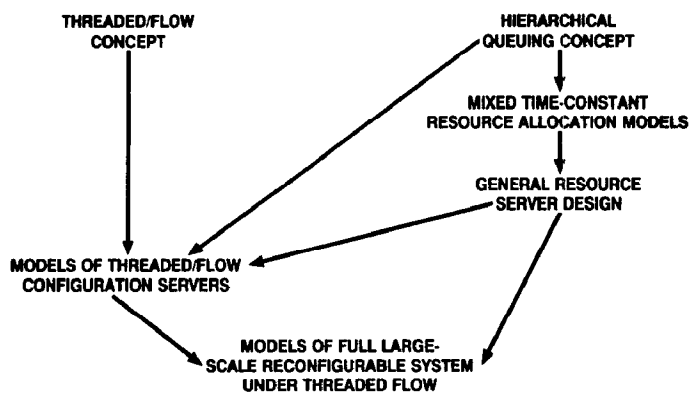 THREADED/FLOW
CONCEPT
HIERARCHICAL
QUEUING CONCEPT
MIXED TIME-CONSTANT
RESOURCE ALLOCATION MODELS
GENERAL RESOURCE
SERVER DESIGN
MODELS OF THREADED/FLOW
CONFIGURATION SERVERS
MODELS OF FULL LARGE-
SCALE RECONFIGURABLE SYSTEM
UNDER THREADED FLOW